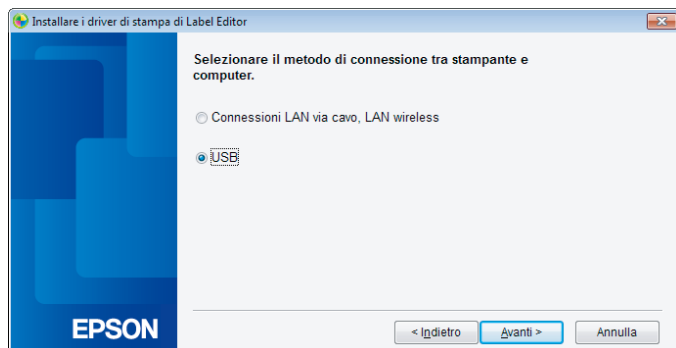 Installare i driver di stampa di Label Editor
Selezionare il metodo di connessione tra stampante e
computer.
Connessioni LAN via cavo, LAN wireless
USB
EPSON
< Indietro
Avanti >
Annulla